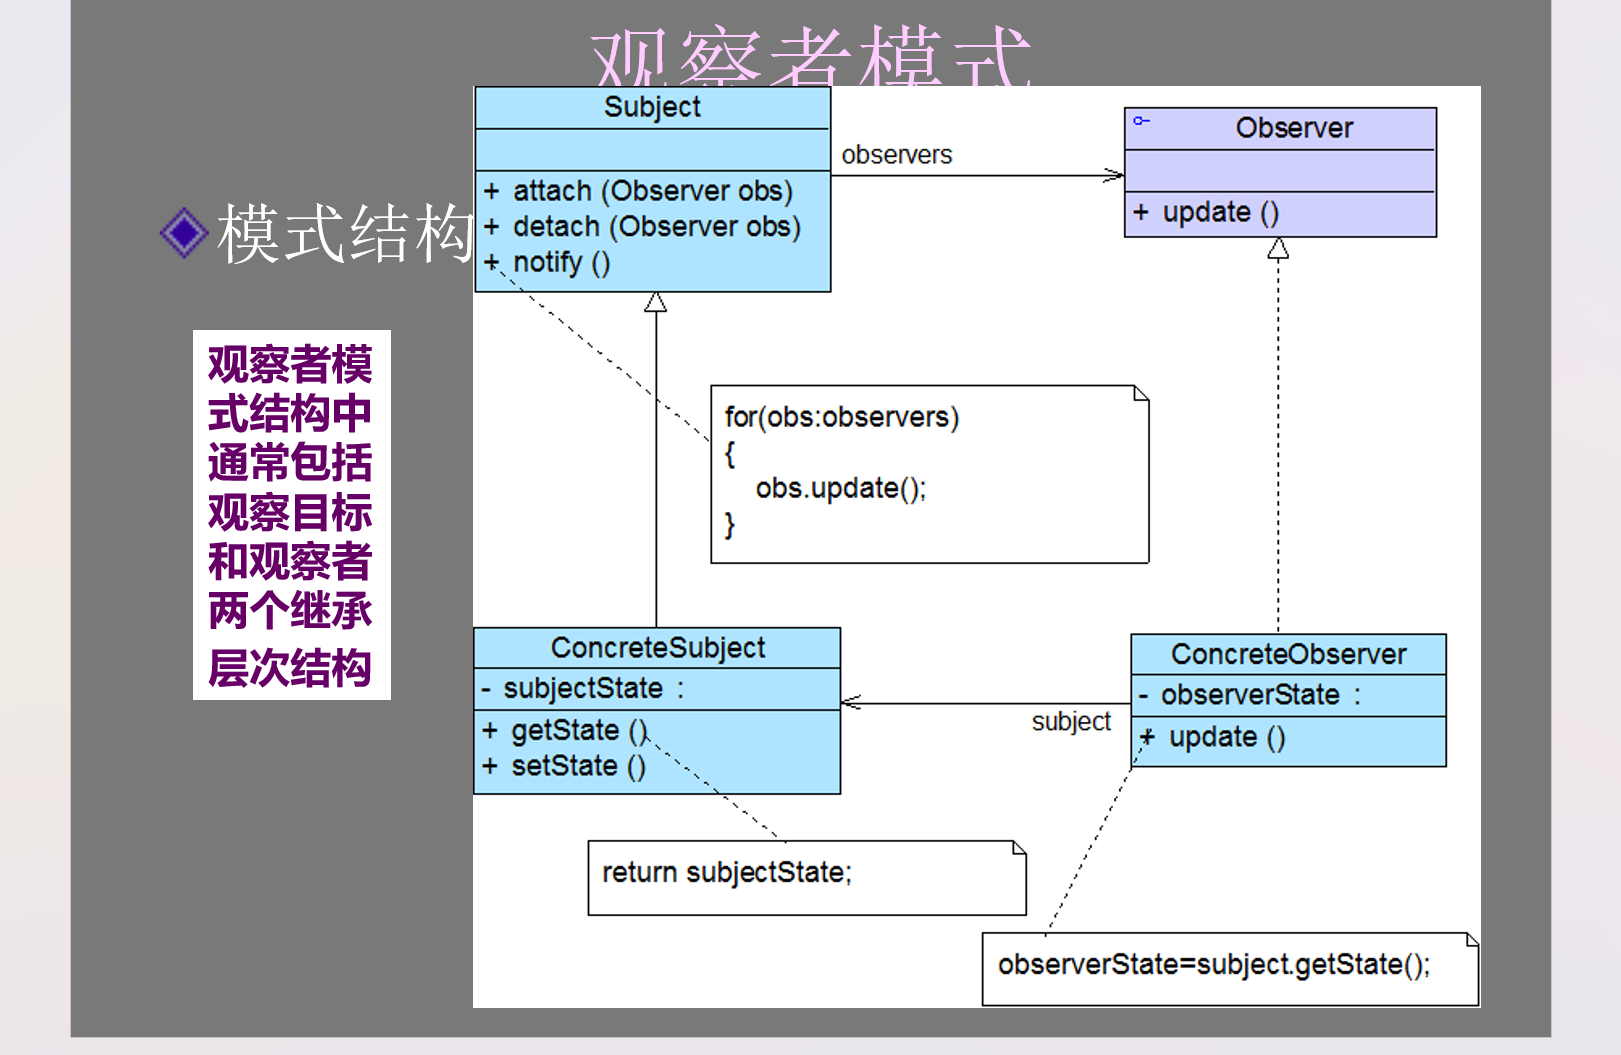 观察者模式
模式结构
观察者模
式结构中
通常包括
观察目标
和观察者
两个继承
层次结构
Subject
+ attach (Observer obs)
+ detach (Observer obs)
+ notify ()
observers
Observer
+ update ()
for(obs:observers)
{
obs.update();
}
ConcreteSubject
- subjectState :
+ getState ()
+ setState ()
subject
ConcreteObserver
- observerState :
+ update ()
return subjectState;
observerState=subject.getState();